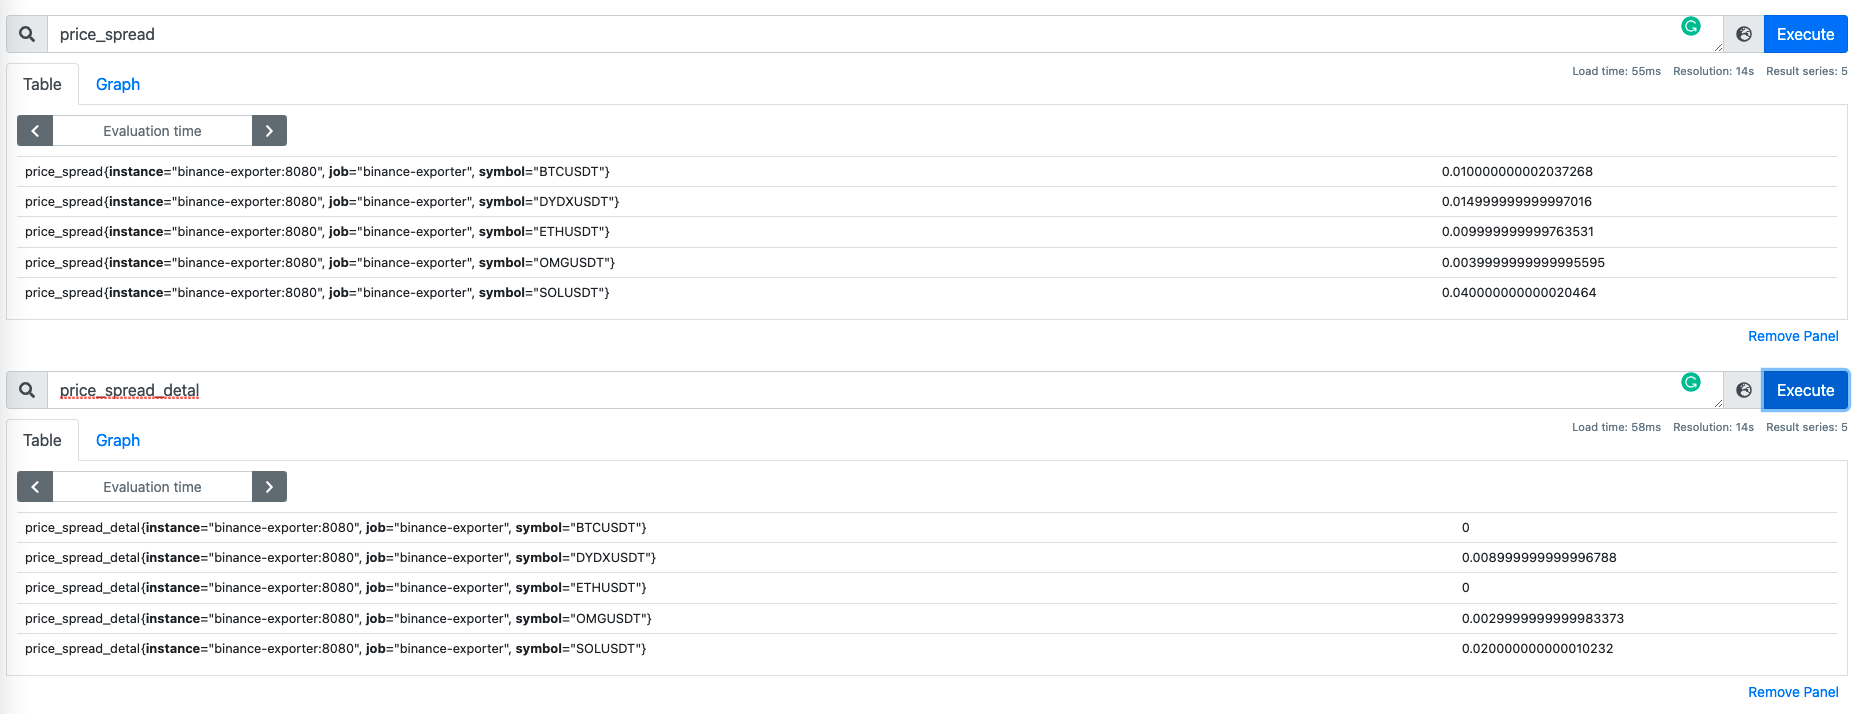 price_spread
Execute
Table Graph
Load time: 55ms Resolution: 14s Result series: 5
Evaluation time
price_spread{instance="binance-exporter:8080", job="binance-exporter", symbol="BTCUSDT"} 0.010000000002037268
price_spread{instance="binance-exporter:8080", job="binance-exporter", symbol="DYDXUSDT"} 0.014999999999997016
price_spread{instance="binance-exporter:8080", job="binance-exporter", symbol="ETHUSDT"} 0.009999999999763531
price_spread{instance="binance-exporter:8080", job="binance-exporter", symbol="OMGUSDT"} 0.0039999999999995595
price_spread{instance="binance-exporter:8080", job="binance-exporter", symbol="SOLUSDT"} 0.040000000000020464
Remove Panel
price_spread_detal
Execute
Table Graph
Load time: 58ms Resolution: 14s Result series: 5
Evaluation time
price_spread_detal{instance="binance-exporter:8080", job="binance-exporter", symbol="BTCUSDT"} 0
price_spread_detal{instance="binance-exporter:8080", job="binance-exporter", symbol="DYDXUSDT"} 0.008999999999996788
price_spread_detal{instance="binance-exporter:8080", job="binance-exporter", symbol="ETHUSDT"} 0
price_spread_detal{instance="binance-exporter:8080", job="binance-exporter", symbol="OMGUSDT"} 0.0029999999999983373
price_spread_detal{instance="binance-exporter:8080", job="binance-exporter", symbol="SOLUSDT"} 0.020000000000010232
Remove Panel